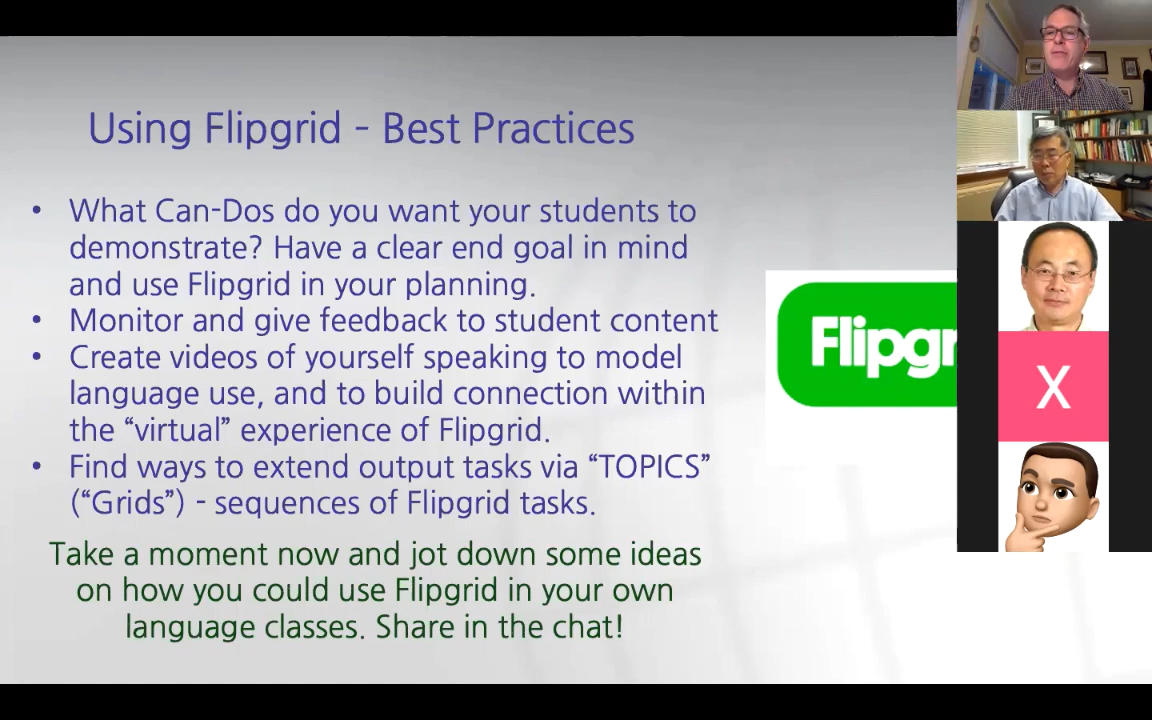 Using Flipgrid - Best Practices
• What Can-Dos do you want your students to
demonstrate? Have a clear end goal in mind
and use Flipgrid in your planning.
• Monitor and give feedback to student content
• Create videos of yourself speaking to model
language use, and to build connection within
the “virtual” experience of Flipgrid.
• Find ways to extend output tasks via “TOPICS”
(“Grids”) - sequences of Flipgrid tasks.
Take a moment now and jot down some ideas
on how you could use Flipgrid in your own
language classes. Share in the chat!
Flipgr
X